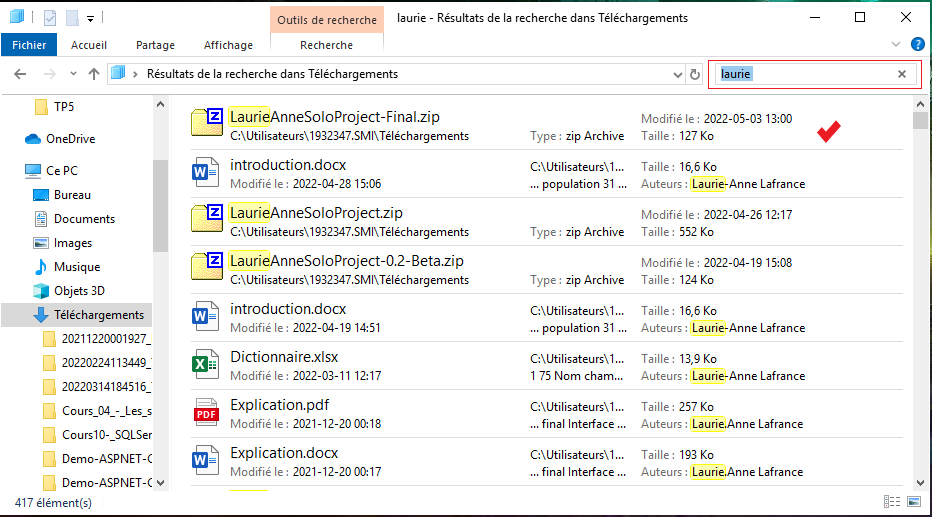 Outils de recherche
laurie - Résultats de la recherche dans Téléchargements
Fichier
Accueil
Partage
Affichage
Recherche
Résultats de la recherche dans Téléchargements
laurie
TP5
OneDrive
Ce PC
Bureau
Documents
Images
Musique
Objets 3D
Téléchargements
20211220001927_
20220224113449_
20220314184516_
Cours_04_-_Les_s
Cours10-_SQLSer
Demo-ASPNET-C
Demo-ASPNET-C
LaurieAnneSoloProject-Final.zip
Modifié le : 2022-05-03 13:00
C:\Utilisateurs\1932347.SMI\Téléchargements
Type : zip Archive
Taille : 127 Ko
introduction.docx
C:\Utilisateurs\1...
Taille : 16,6 Ko
Modifié le : 2022-04-28 15:06
... population 31 ...
Auteurs : Laurie-Anne Lafrance
LaurieAnneSoloProject.zip
Modifié le : 2022-04-26 12:17
C:\Utilisateurs\1932347.SMI\Téléchargements
Type : zip Archive
Taille : 552 Ko
LaurieAnneSoloProject-0.2-Beta.zip
Modifié le : 2022-04-19 15:08
C:\Utilisateurs\1932347.SMI\Téléchargements
Type : zip Archive
Taille : 124 Ko
introduction.docx
C:\Utilisateurs\1...
Taille : 16,6 Ko
Modifié le : 2022-04-19 14:51
... population 31 ...
Auteurs : Laurie-Anne Lafrance
Dictionnaire.xlsx
C:\Utilisateurs\1...
Taille : 13,9 Ko
Modifié le : 2022-03-11 12:17
1 75 Nom cham...
Auteurs : Laurie-Anne Lafrance
Explication.pdf
C:\Utilisateurs\1...
Taille : 257 Ko
PDF
Modifié le : 2021-12-20 00:18
... final Interface ...
Auteurs : Laurie.Anne Lafrance
Explication.docx
C:\Utilisateurs\1...
Taille : 193 Ko
Modifié le : 2021-12-20 00:17
... final Interface ...
Auteurs : Laurie.Anne Lafrance
417 élément(s)